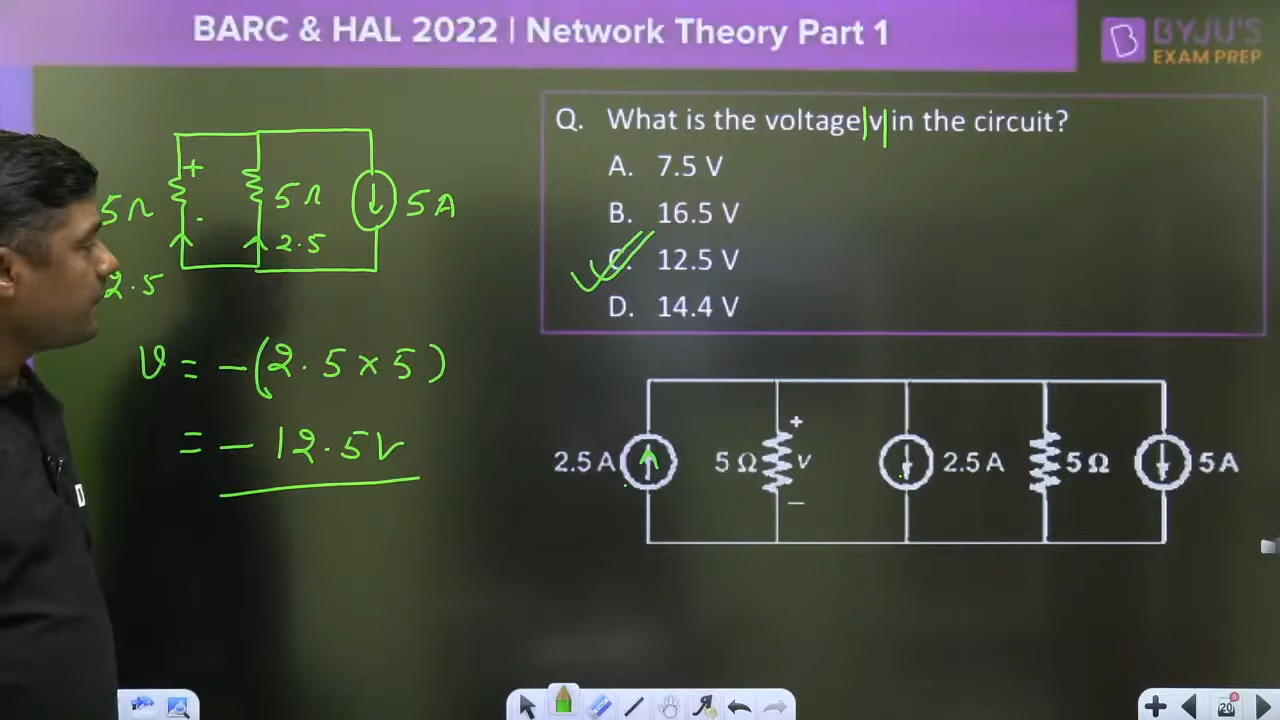 BARC & HAL 2022 | Network Theory Part 1
BYJU'S
EXAM PREP
Q. What is the voltage |v| in the circuit?
A. 7.5 V
B. 16.5 V
C. 12.5 V
D. 14.4 V
+
5Ω
-
5Ω
5A
2.5
2.5
v = -(2.5 × 5)
= - 12.5V
2.5 A
5 Ω
+
v
−
2.5 A
5 Ω
5 A
20